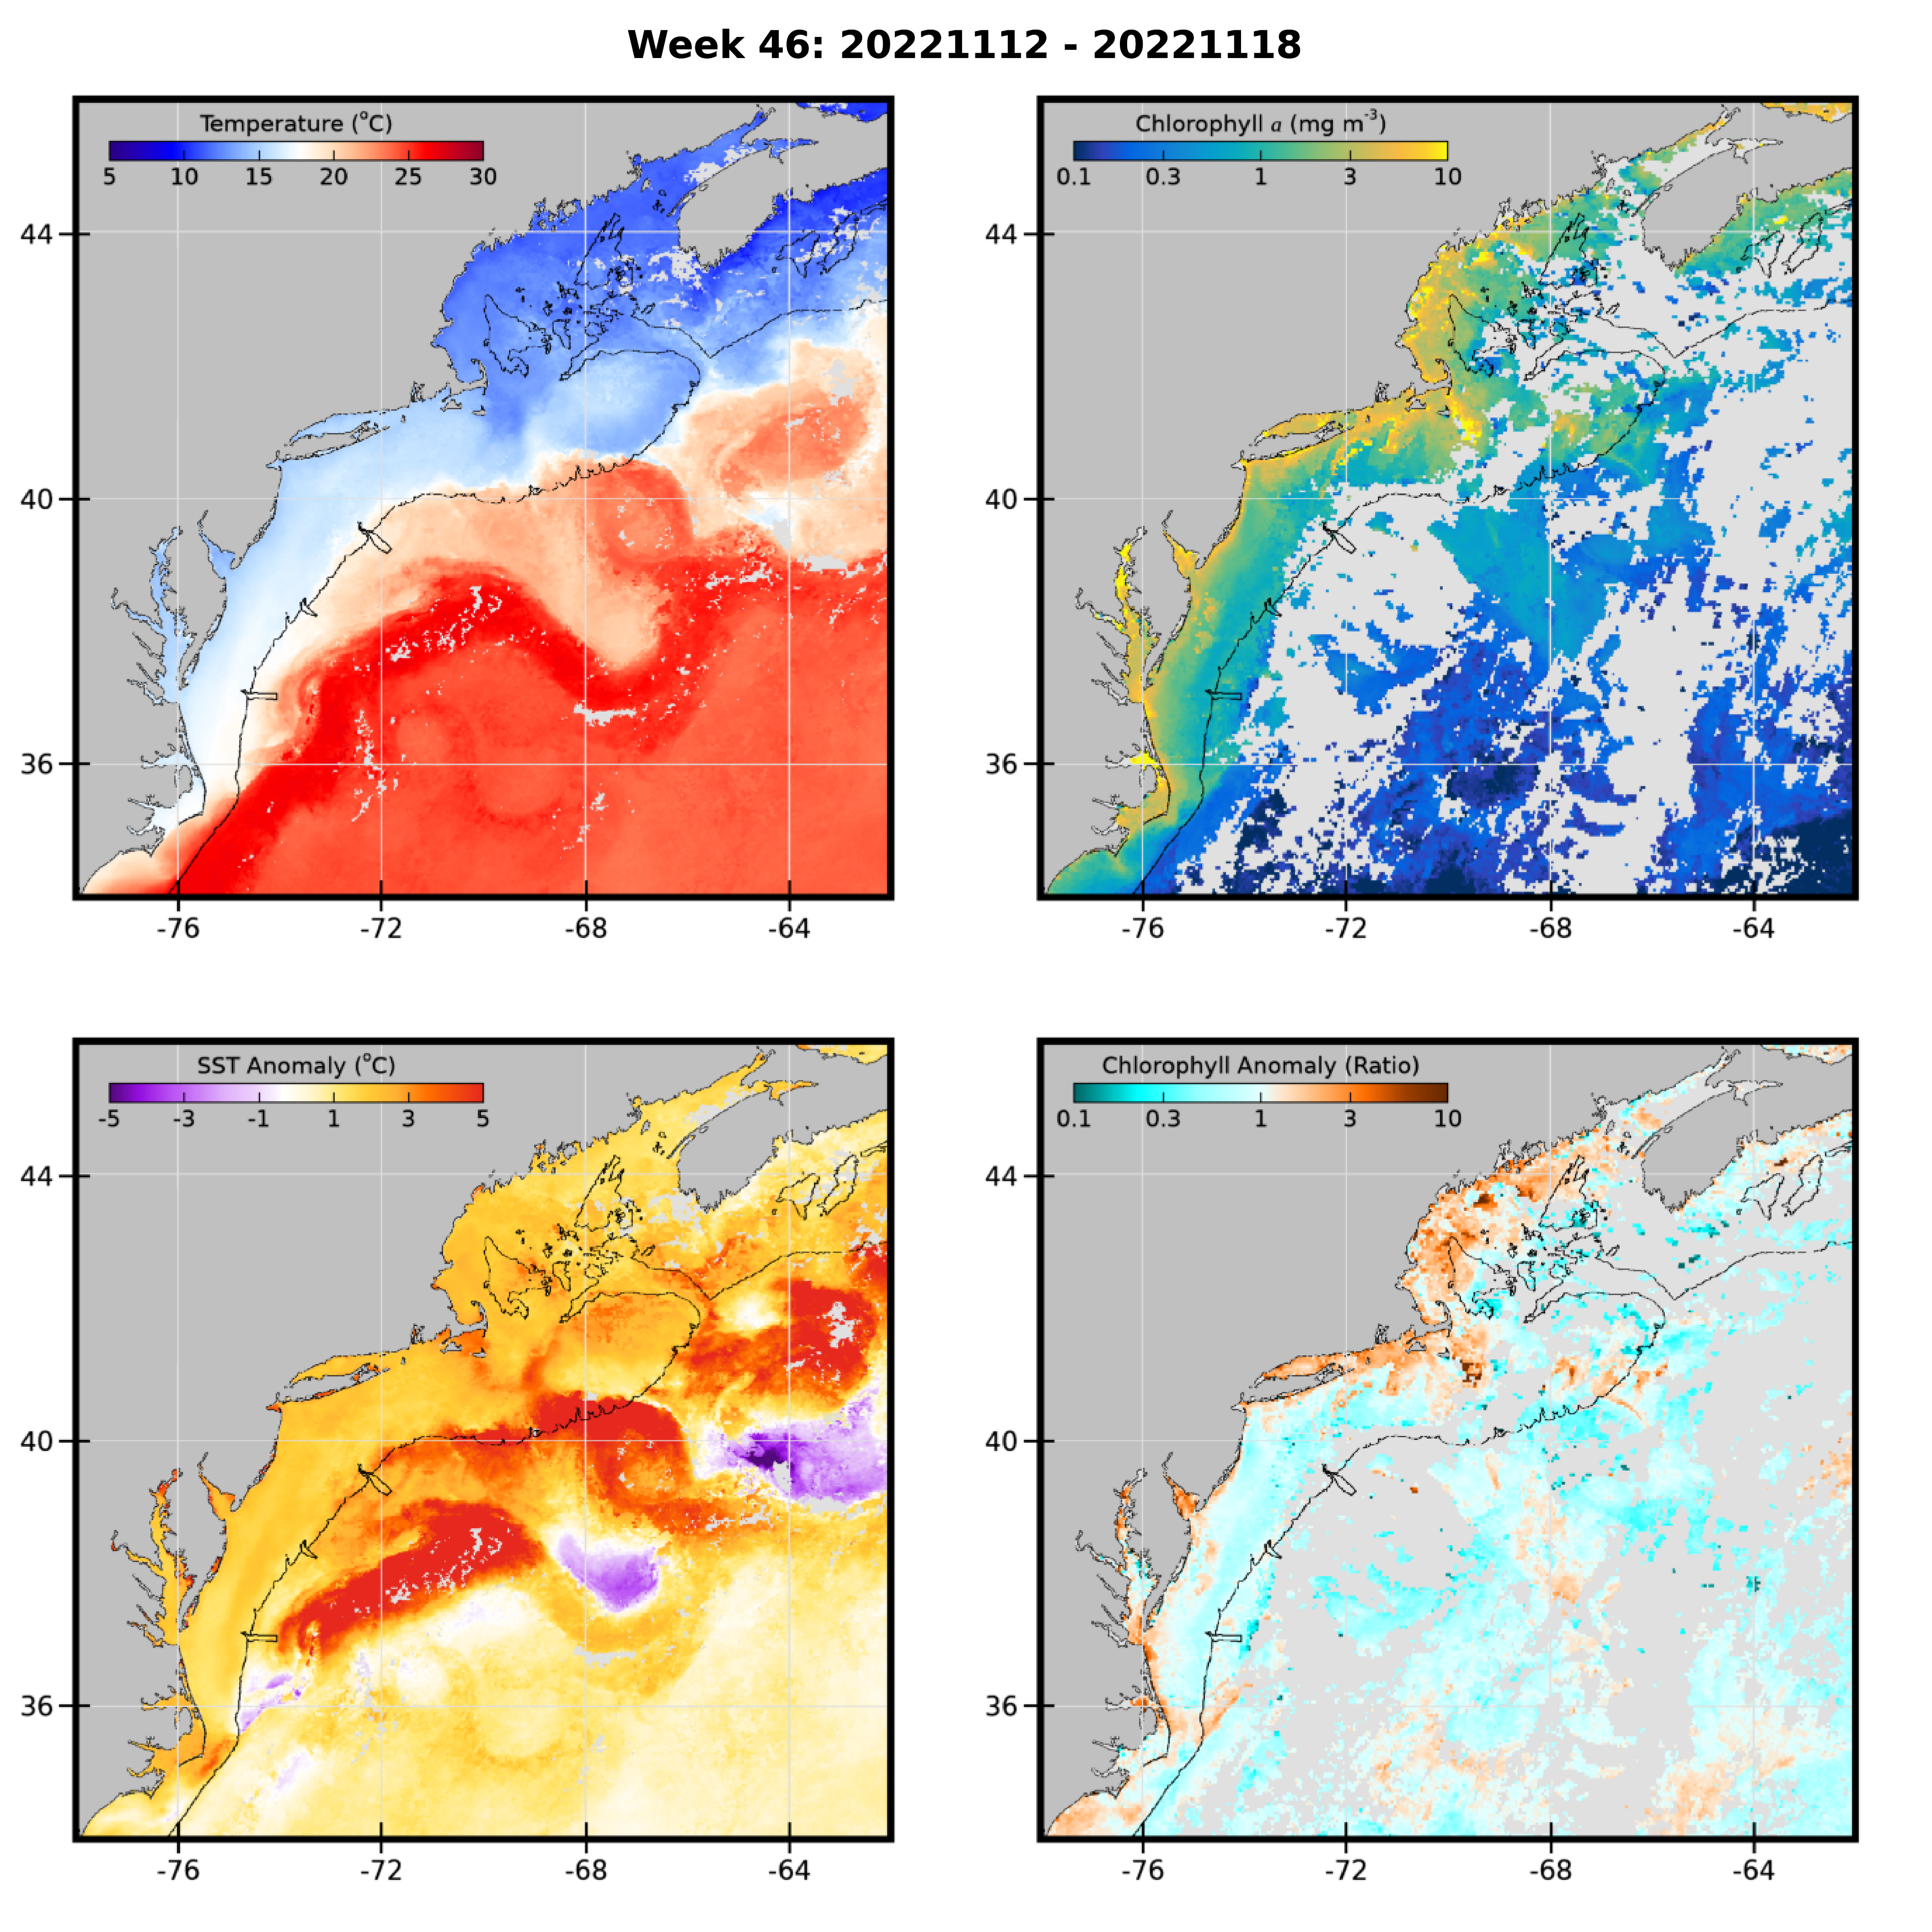 Week 46: 20221112 - 20221118
Temperature (°C)
5 10 15 20 25 30
44
40
36
-76 -72 -68 -64
Chlorophyll a (mg m⁻³)
0.1 0.3 1 3 10
44
40
36
-76 -72 -68 -64
SST Anomaly (°C)
-5 -3 -1 1 3 5
44
40
36
-76 -72 -68 -64
Chlorophyll Anomaly (Ratio)
0.1 0.3 1 3 10
44
40
36
-76 -72 -68 -64